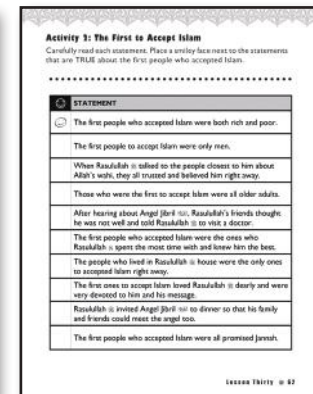 Activity 2: The First to Accept Islam
Carefully read each statement. Place a smiley face next to the statements
that are TRUE about the first people who accepted Islam.
STATEMENT
The first people who accepted Islam were both rich and poor.
The first people to accept Islam were only men.
When Rasulullah ﷺ talked to the people closest to him about
Allah's wahi, they all trusted and believed him right away.
Those who were the first to accept Islam were all older adults.
After hearing about Angel Jibril, Rasulullah's friends thought
he was not well and told Rasulullah ﷺ to visit a doctor.
The first people who accepted Islam were the ones who
Rasulullah ﷺ spent the most time with and knew him the best.
The people who lived in Rasulullah ﷺ house were the only ones
to accepted Islam right away.
The first ones to accept Islam loved Rasulullah ﷺ dearly and were
very devoted to him and his message.
Rasulullah ﷺ invited Angel Jibril to dinner so that his family
and friends could meet the angel too.
The first people who accepted Islam were all promised Jannah.
Lesson Thirty 62